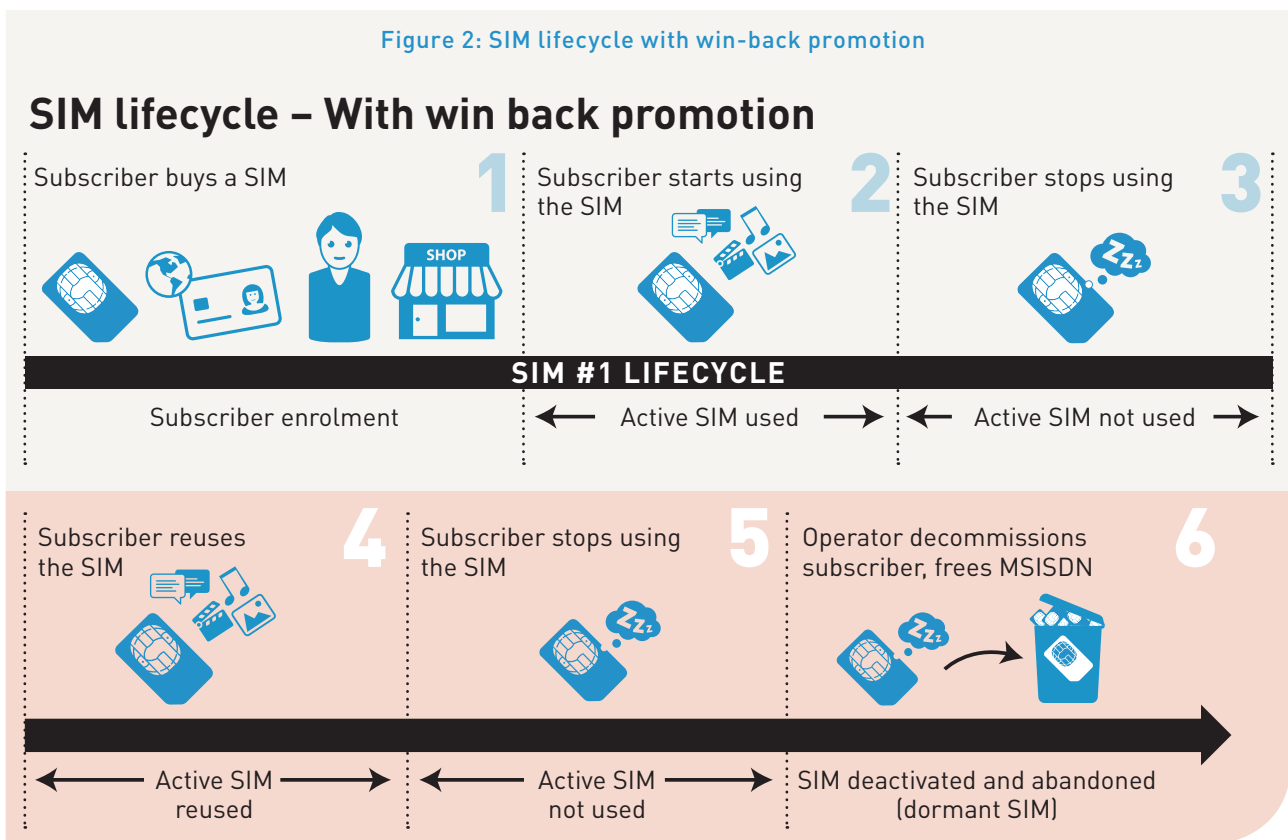 Figure 2: SIM lifecycle with win-back promotion
SIM lifecycle – With win back promotion
Subscriber buys a SIM
1
SHOP
Subscriber starts using
the SIM
2
Subscriber stops using
the SIM
3
Zzz
SIM #1 LIFECYCLE
Subscriber enrolment
Active SIM used
Active SIM not used
Subscriber reuses
the SIM
4
Subscriber stops using
the SIM
5
Zzz
Operator decommissions
subscriber, frees MSISDN
6
Zzz
Active SIM
reused
Active SIM
not used
SIM deactivated and abandoned
(dormant SIM)